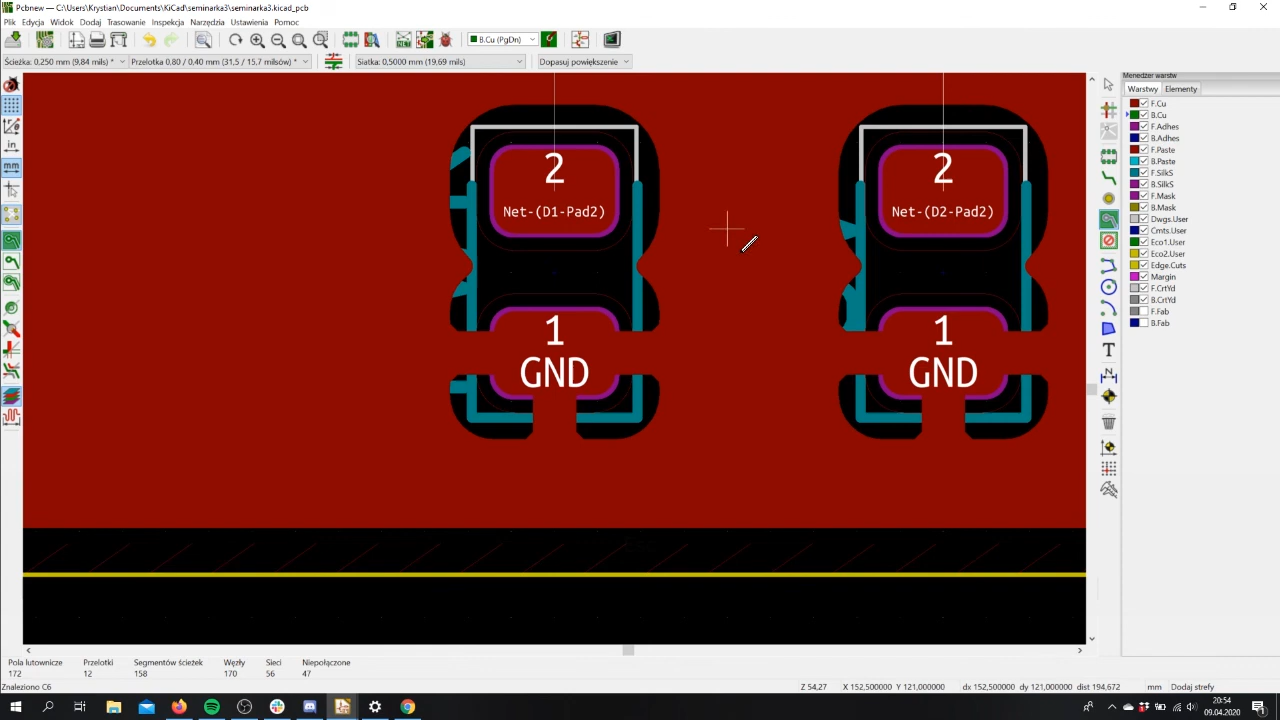 Pcbnew — C:\Users\Krystian\Documents\KiCad\seminarka3\seminarka3.kicad_pcb
Plik Edycja Widok Dodaj Trasowanie Inspekcja Narzędzia Ustawienia Pomoc
B.Cu (PgDn)
Ścieżka: 0,250 mm (9,84 mils) * Przelotka 0.80 / 0.40 mm (31,5 / 15.7 milsów) * Siatka: 0,5000 mm (19,69 mils) Dopasuj powiększenie
in
mm
Menedżer warstw
Warstwy Elementy
F.Cu
B.Cu
F.Adhes
B.Adhes
F.Paste
B.Paste
F.SilkS
B.SilkS
F.Mask
B.Mask
Dwgs.User
Cmts.User
Eco1.User
Eco2.User
Edge.Cuts
Margin
F.CrtYd
B.CrtYd
F.Fab
B.Fab
2
Net-(D1-Pad2)
1
GND
2
Net-(D2-Pad2)
1
GND
Pola lutownicze Przelotki Segmentów ścieżek Węzły Sieci Niepołączone
172 12 158 170 56 47
Znaleziono C6 Z 54,27 X 152,500000 Y 121,000000 dx 152,500000 dy 121,000000 dist 194,672 mm Dodaj strefy
20:54
09.04.2020